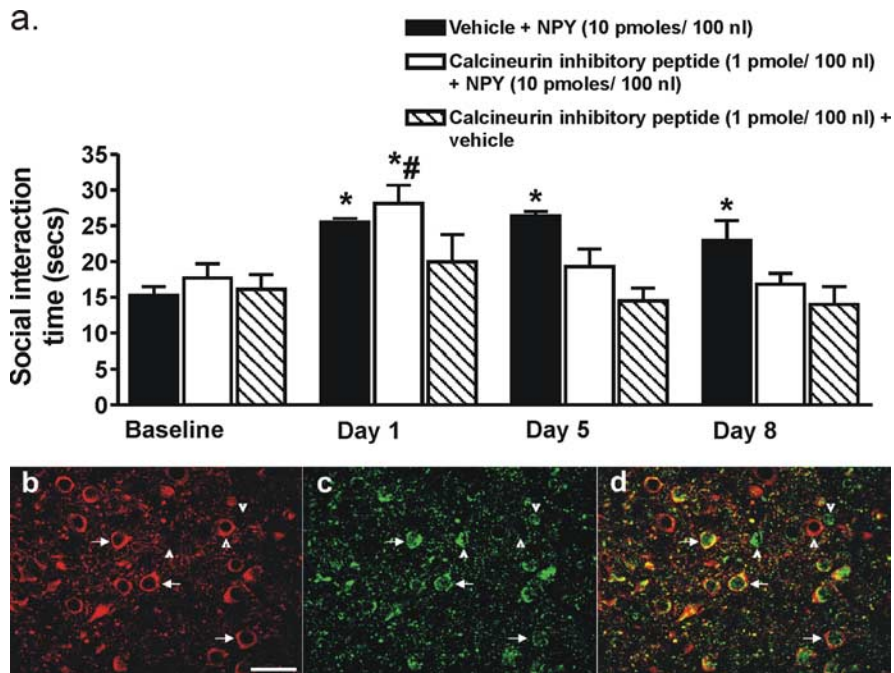 a.
Vehicle + NPY (10 pmoles/ 100 nl)
Calcineurin inhibitory peptide (1 pmole/ 100 nl)
+ NPY (10 pmoles/ 100 nl)
Calcineurin inhibitory peptide (1 pmole/ 100 nl) +
vehicle
Social interaction
time (secs)
35
30
25
20
15
10
5
0
*
*#
*
*
Baseline
Day 1
Day 5
Day 8
b
c
d